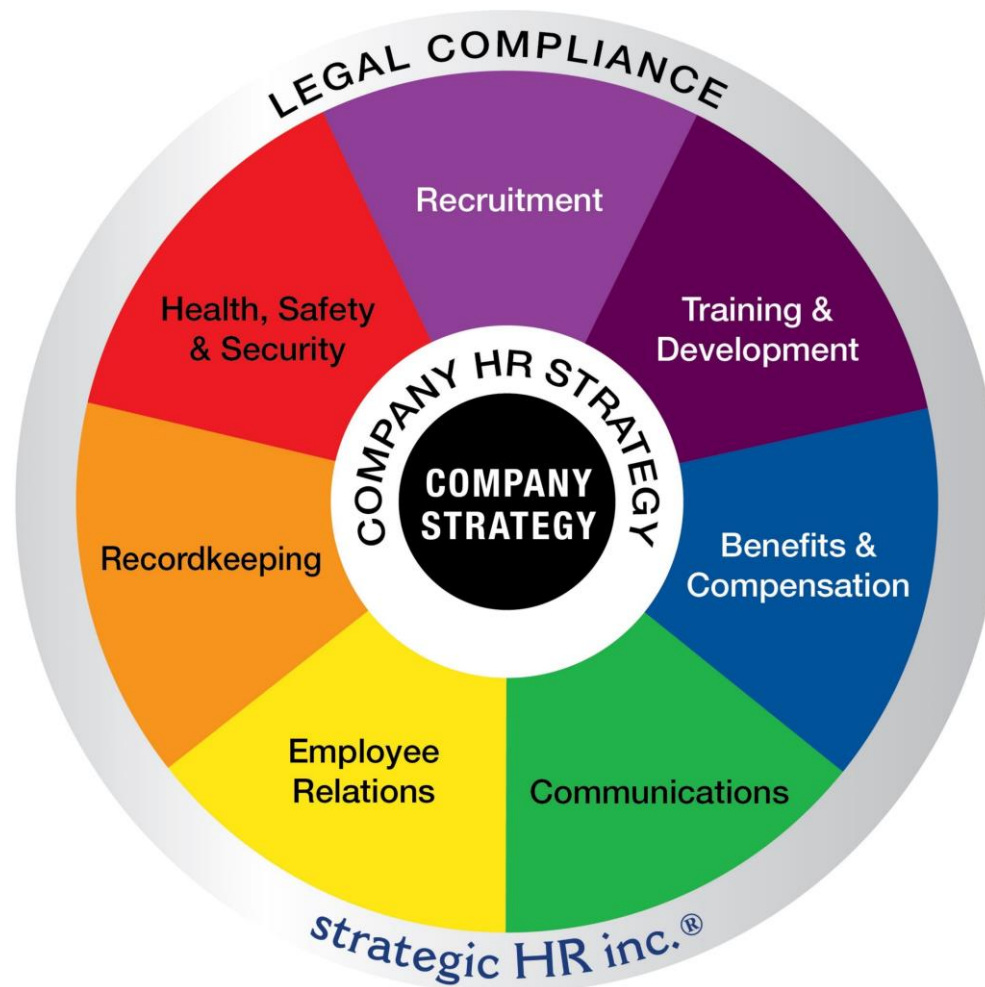 LEGAL COMPLIANCE
Recruitment
Training &
Development
Health, Safety
& Security
COMPANY HR STRATEGY
COMPANY
STRATEGY
Benefits &
Compensation
Recordkeeping
Employee
Relations
Communications
strategic HR inc.®